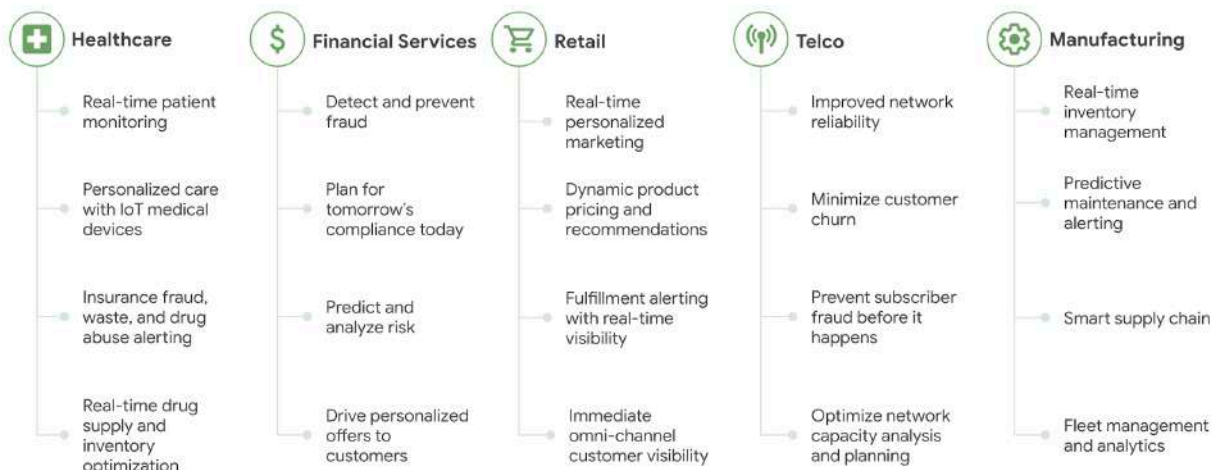 Healthcare
Real-time patient
monitoring
Personalized care
with IoT medical
devices
Insurance fraud,
waste, and drug
abuse alerting
Real-time drug
supply and
inventory
optimization
Financial Services
Detect and prevent
fraud
Plan for
tomorrow's
compliance today
Predict and
analyze risk
Drive personalized
offers to
customers
Retail
Real-time
personalized
marketing
Dynamic product
pricing and
recommendations
Fulfillment alerting
with real-time
visibility
Immediate
omni-channel
customer visibility
Telco
Improved network
reliability
Minimize customer
churn
Prevent subscriber
fraud before it
happens
Optimize network
capacity analysis
and planning
Manufacturing
Real-time
inventory
management
Predictive
maintenance and
alerting
Smart supply chain
Fleet management
and analytics